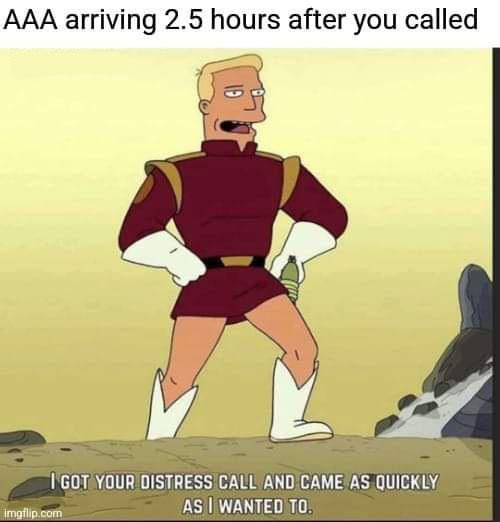 AAA arriving 2.5 hours after you called
I GOT YOUR DISTRESS CALL AND CAME AS QUICKLY
AS I WANTED TO.
imgflip.com